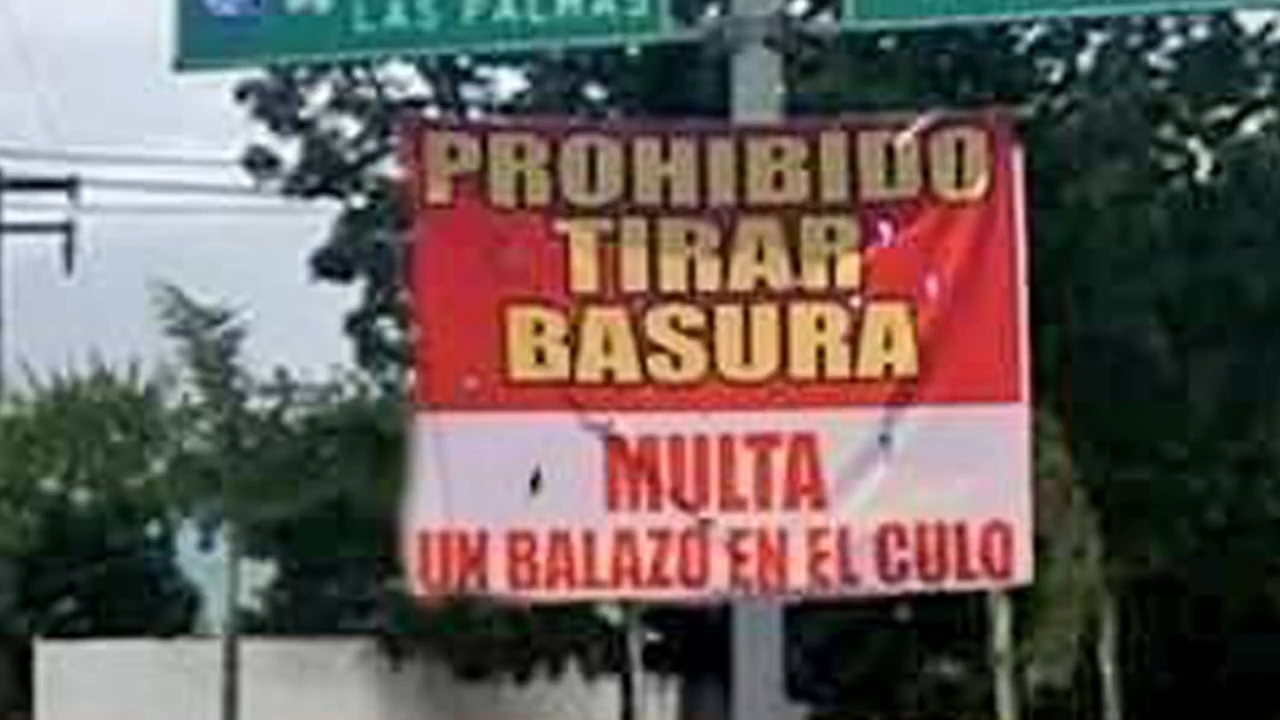 LAS PALMAS
PROHIBIDO
TIRAR
BASURA
MULTA
UN BALAZO EN EL CULO